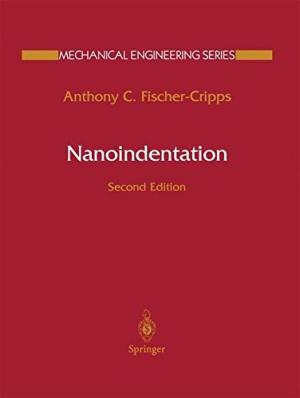 MECHANICAL ENGINEERING SERIES
Anthony C. Fischer-Cripps
Nanoindentation
Second Edition
Springer